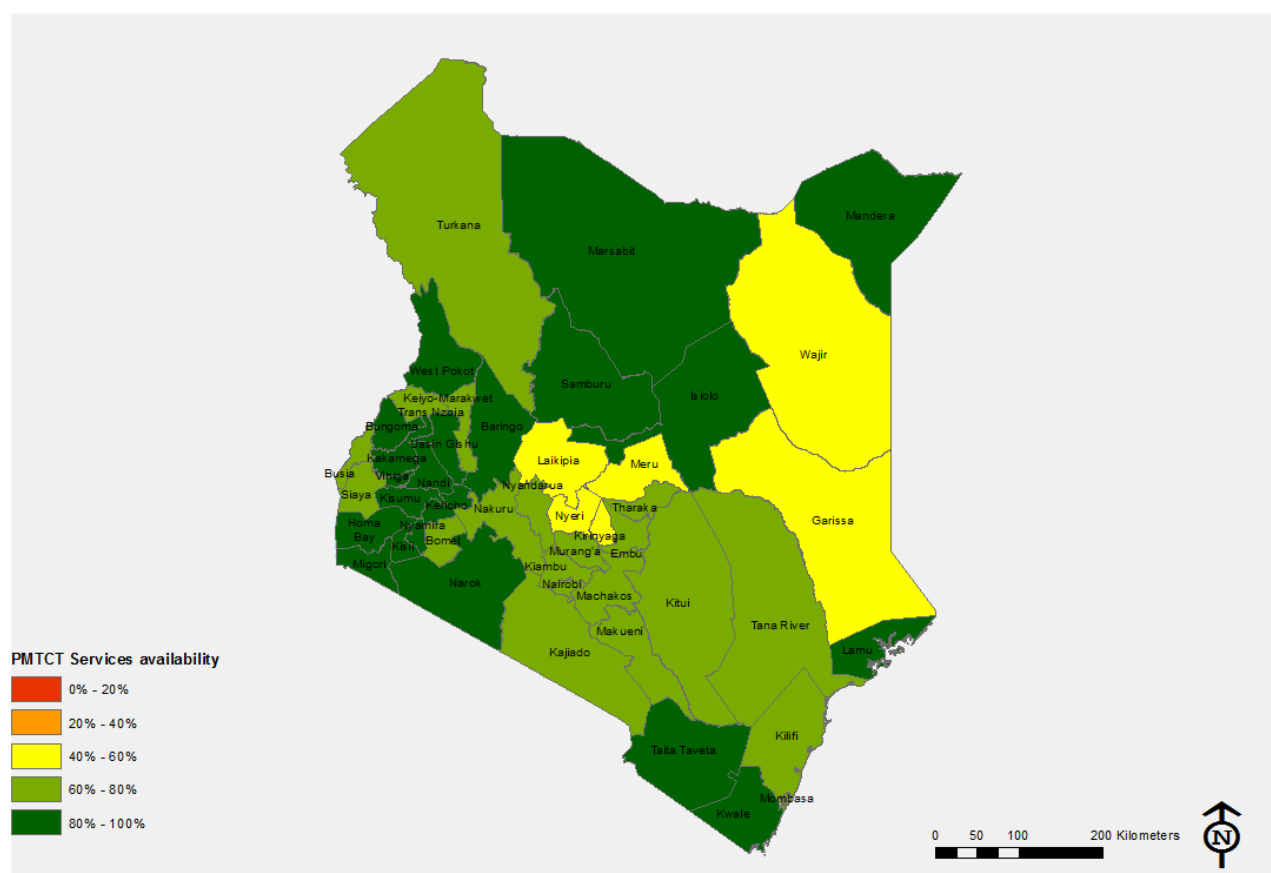 Turkana
Mandera
Marsabit
Wajir
West Pokot
Samburu
Isiolo
Keiyo-Marakwet
Trans Nzoia
Bungoma
Baringo
Uasin Gishu
Kakamega
Laikipia
Meru
Busia
Vihiga
Nandi
Nyandarua
Siaya
Kisumu
Kericho
Nakuru
Tharaka
Garissa
Homa
Bay
Nyamira
Nyeri
Kirinyaga
Kisii
Bomet
Murang'a
Embu
Migori
Kiambu
Narok
Nairobi
Machakos
Kitui
Makueni
Tana River
Kajiado
Lamu
Taita Taveta
Kilifi
Mombasa
Kwale
PMTCT Services availability
0% - 20%
20% - 40%
40% - 60%
60% - 80%
80% - 100%
0 50 100 200 Kilometers
N